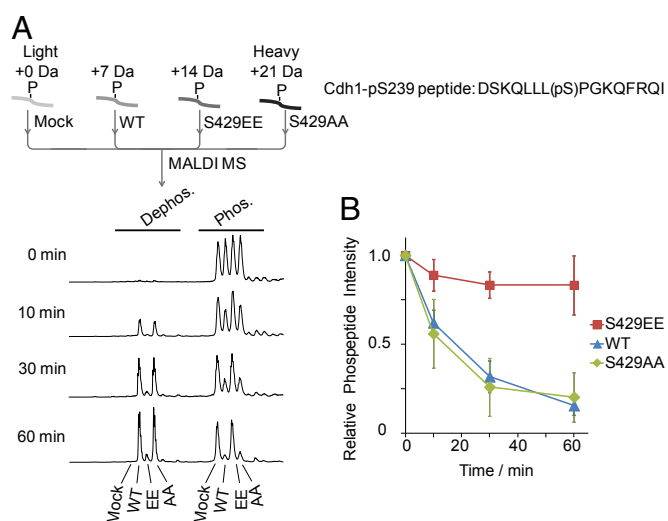 A
Light
+0 Da
P
+7 Da
P
+14 Da
P
Heavy
+21 Da
P
Cdh1-pS239 peptide: DSKQLLL(pS)PGKQFRQI
Mock
WT
S429EE
S429AA
MALDI MS
Dephos.
Phos.
0 min
10 min
30 min
60 min
Mock
WT
EE
AA
Mock
WT
EE
AA
B
Relative Phospeptide Intensity
1.0
0.5
0
0
20
40
60
Time / min
S429EE
WT
S429AA